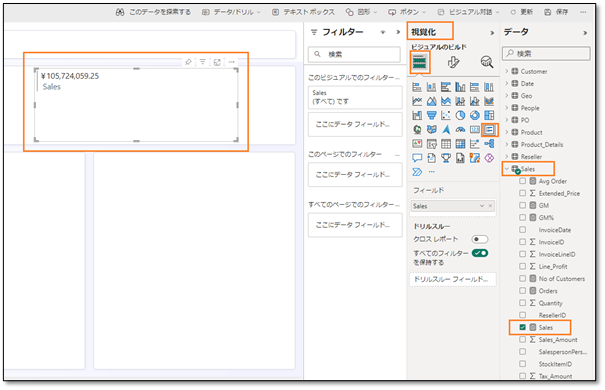 このデータを探索する
データ/ドリル
テキスト ボックス
図形
ボタン
ビジュアル対話
更新
保存
¥105,724,059.25
Sales
フィルター
検索
このビジュアルでのフィルター...
Sales
(すべて) です
ここにデータ フィールド...
このページでのフィルター ...
ここにデータ フィールド...
すべてのページでのフィルター ...
ここにデータ フィールド...
視覚化
ビジュアルのビルド
フィールド
Sales
ドリルスルー
クロス レポート
すべてのフィルターを保持する
ドリルスルー フィールド...
データ
検索
Customer
Date
Geo
People
PO
Product
Product_Details
Reseller
Sales
Avg Order
Extended_Price
GM
GM%
InvoiceDate
InvoiceID
InvoiceLineID
Line_Profit
No of Customers
Orders
Quantity
ResellerID
Sales
Sales_Amount
SalespersonPers...
StockItemID
Tax_Amount